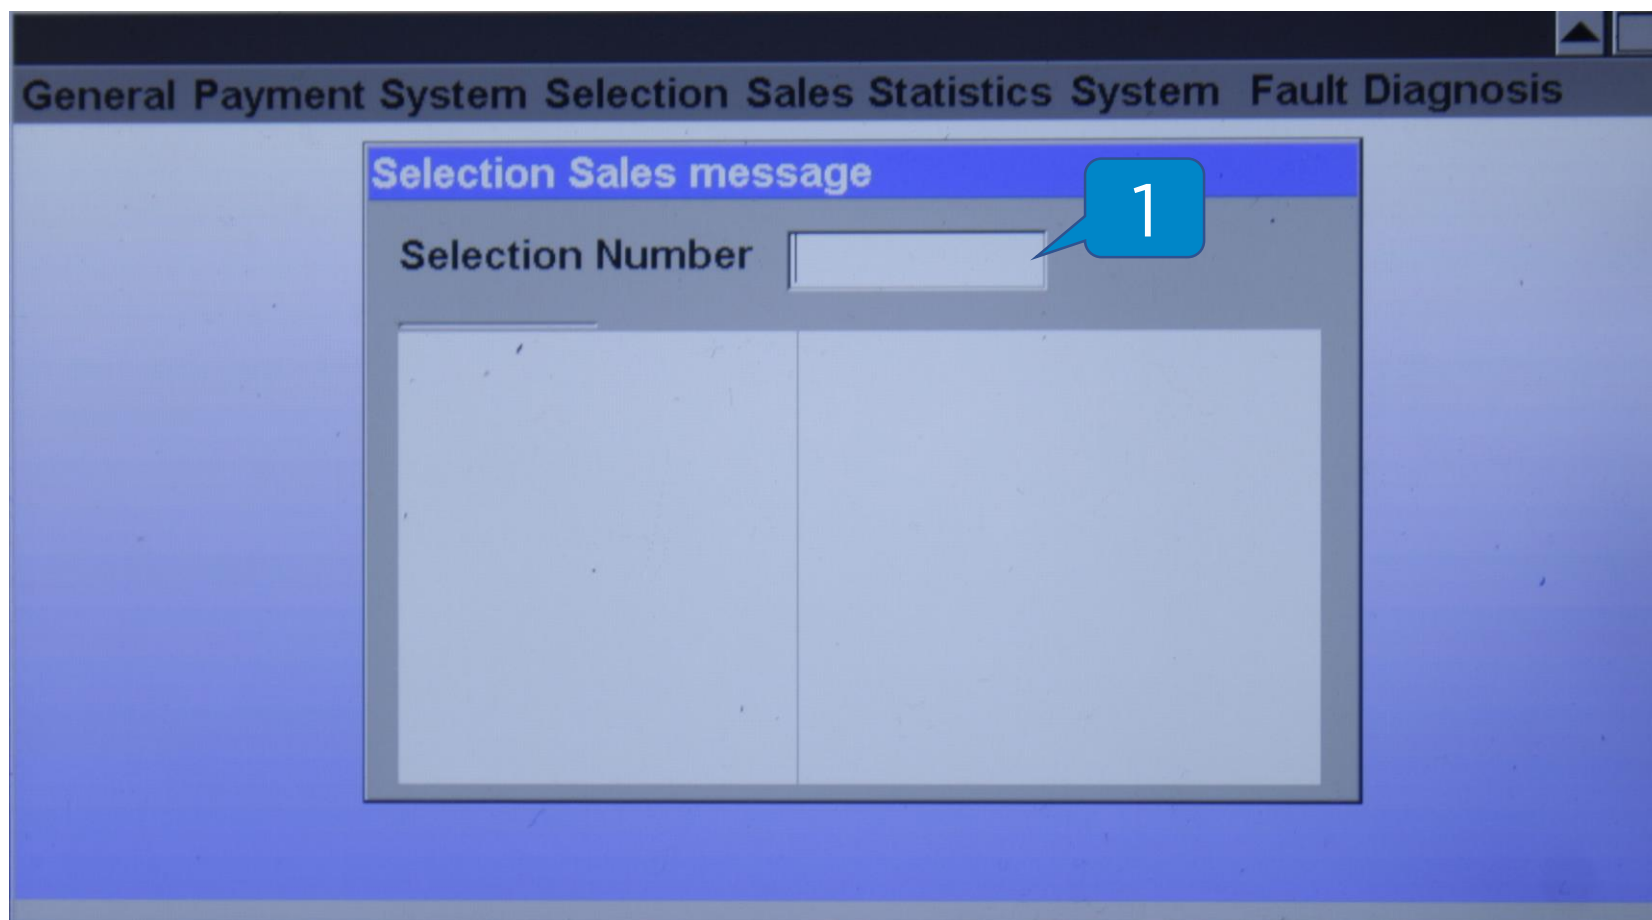 General Payment System Selection Sales Statistics System Fault Diagnosis
Selection Sales message
Selection Number
1